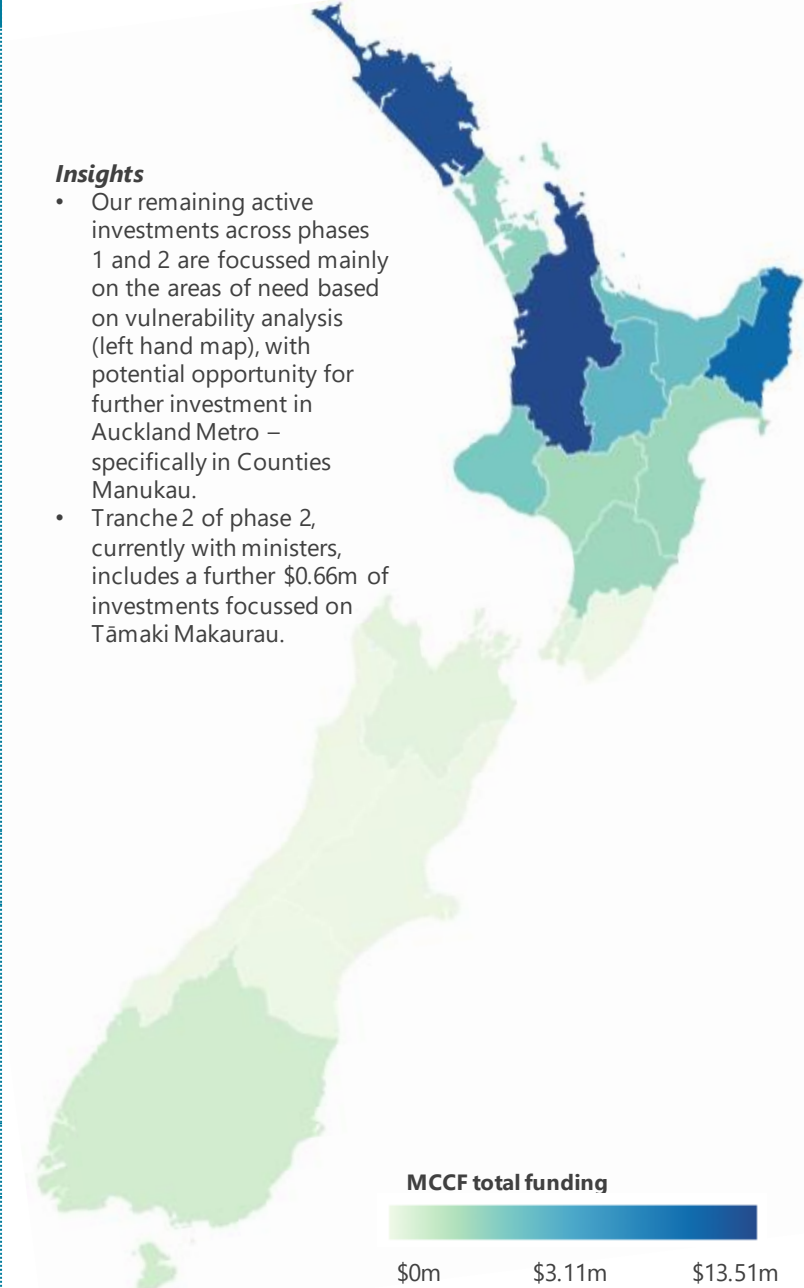 Insights
• Our remaining active
investments across phases
1 and 2 are focussed mainly
on the areas of need based
on vulnerability analysis
(left hand map), with
potential opportunity for
further investment in
Auckland Metro –
specifically in Counties
Manukau.
• Tranche 2 of phase 2,
currently with ministers,
includes a further $0.66m of
investments focussed on
Tāmaki Makaurau.
MCCF total funding
$0m $3.11m $13.51m